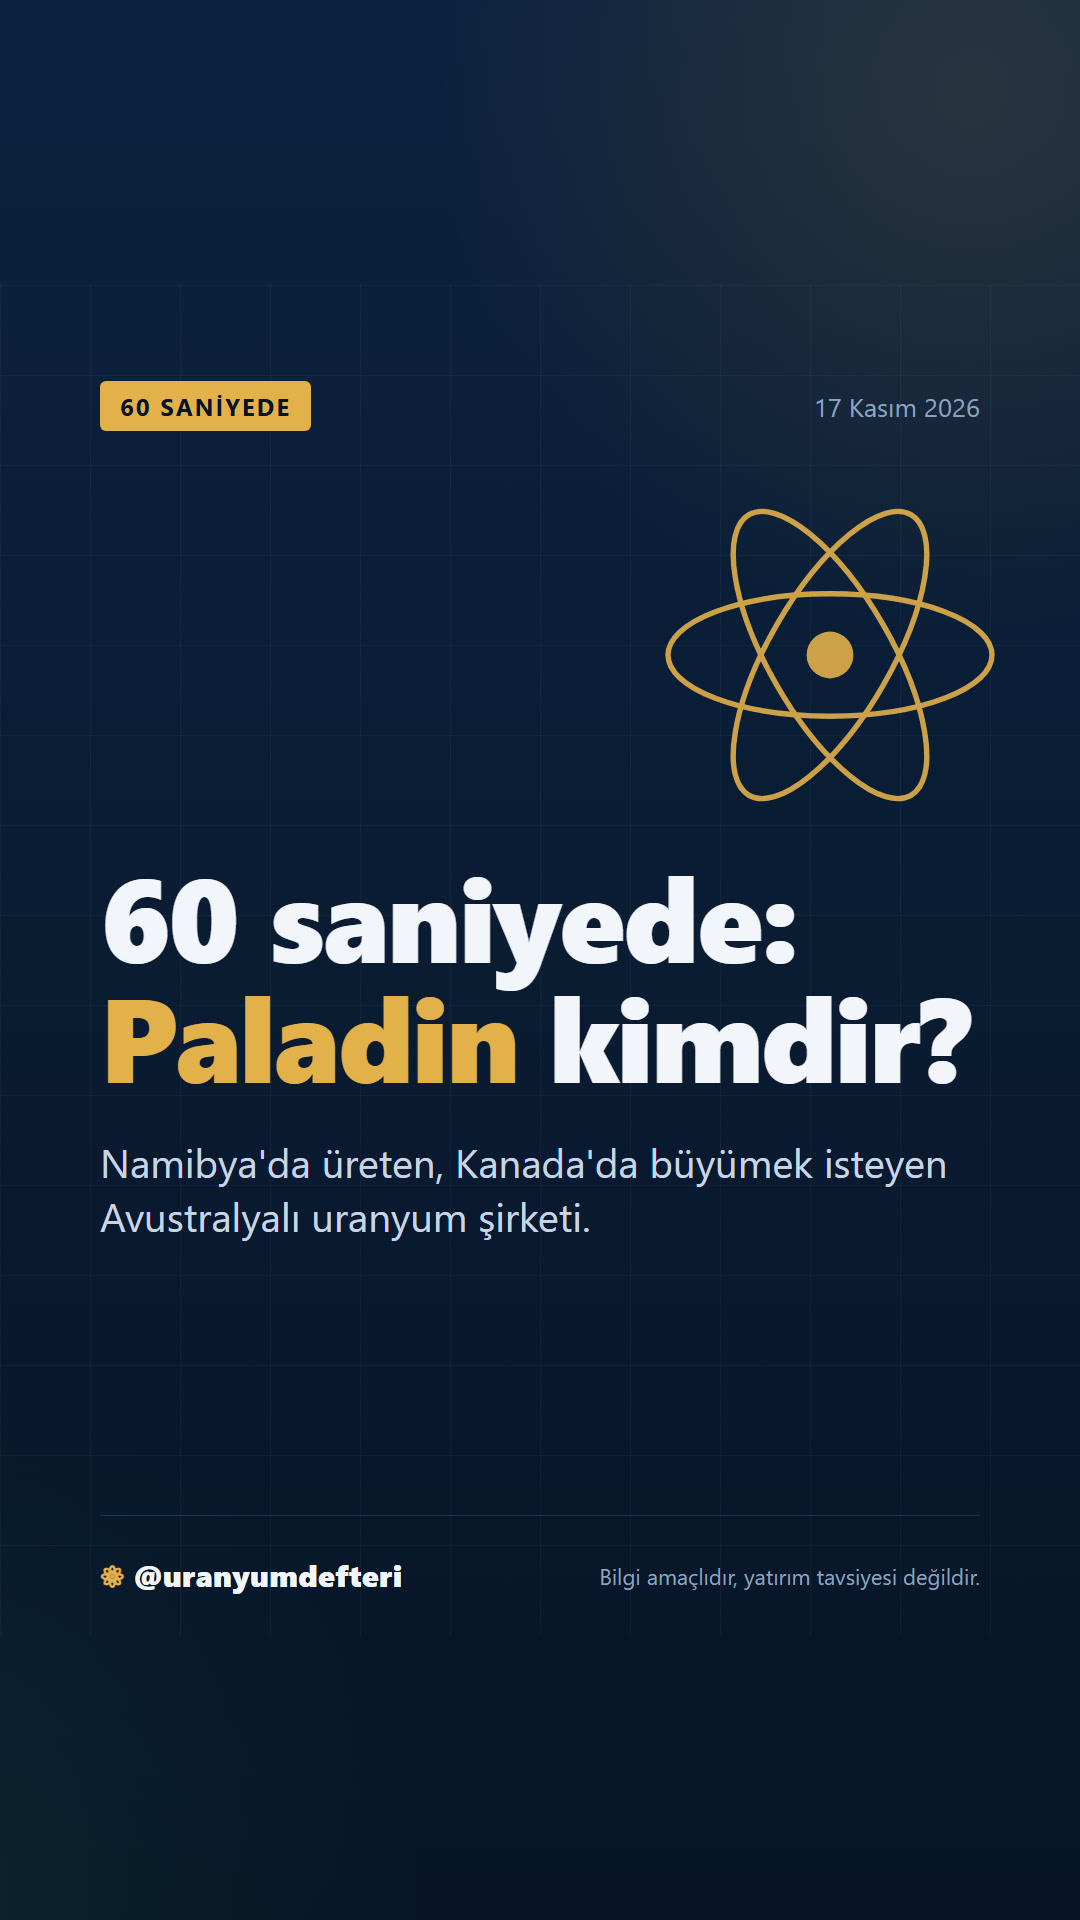 60 SANİYEDE
17 Kasım 2026
60 saniyede:
Paladin kimdir?
Namibya'da üreten, Kanada'da büyümek isteyen
Avustralyalı uranyum şirketi.
@uranyumdefteri
Bilgi amaçlıdır, yatırım tavsiyesi değildir.